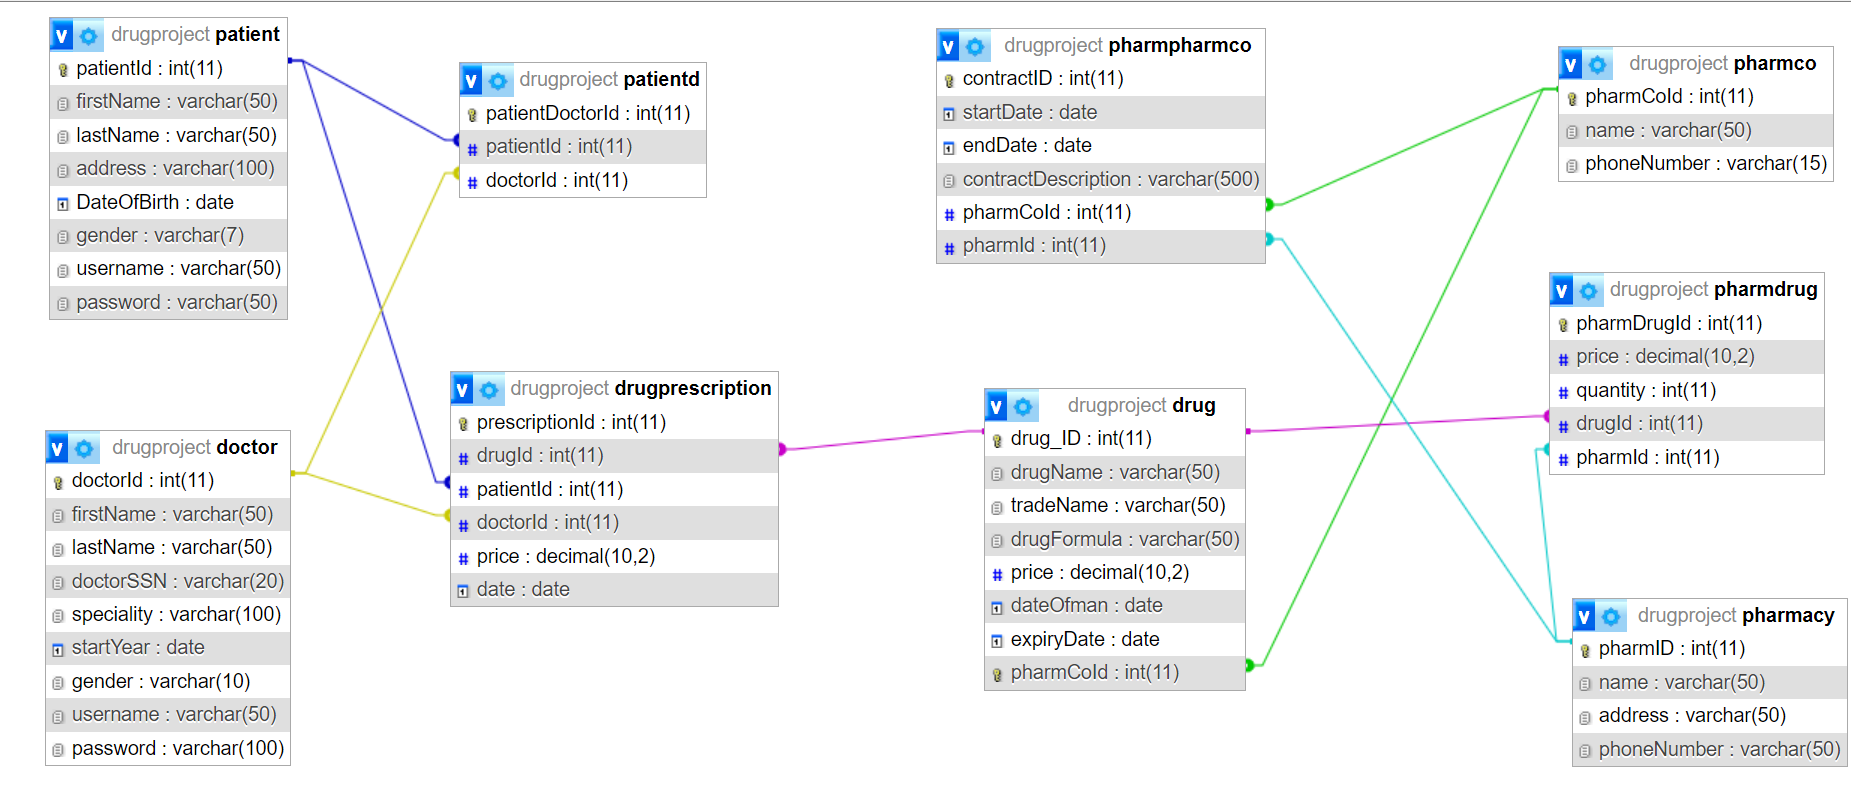 V drugproject patient
patientId : int(11)
firstName : varchar(50)
lastName : varchar(50)
address : varchar(100)
DateOfBirth : date
gender : varchar(7)
username : varchar(50)
password : varchar(50)
V drugproject patientd
patientDoctorId : int(11)
# patientId : int(11)
# doctorId : int(11)
V drugproject pharmpharmco
contractID : int(11)
startDate : date
endDate : date
contractDescription : varchar(500)
# pharmCoId : int(11)
# pharmId : int(11)
V drugproject pharmco
pharmCoId : int(11)
name : varchar(50)
phoneNumber : varchar(15)
V drugproject pharmdrug
pharmDrugId : int(11)
# price : decimal(10,2)
# quantity : int(11)
# drugId : int(11)
# pharmId : int(11)
V drugproject doctor
doctorId : int(11)
firstName : varchar(50)
lastName : varchar(50)
doctorSSN : varchar(20)
speciality : varchar(100)
startYear : date
gender : varchar(10)
username : varchar(50)
password : varchar(100)
V drugproject drugprescription
prescriptionId : int(11)
# drugId : int(11)
# patientId : int(11)
# doctorId : int(11)
# price : decimal(10,2)
date : date
V drugproject drug
drug_ID : int(11)
drugName : varchar(50)
tradeName : varchar(50)
drugFormula : varchar(50)
# price : decimal(10,2)
dateOfman : date
expiryDate : date
pharmCoId : int(11)
V drugproject pharmacy
pharmID : int(11)
name : varchar(50)
address : varchar(50)
phoneNumber : varchar(50)